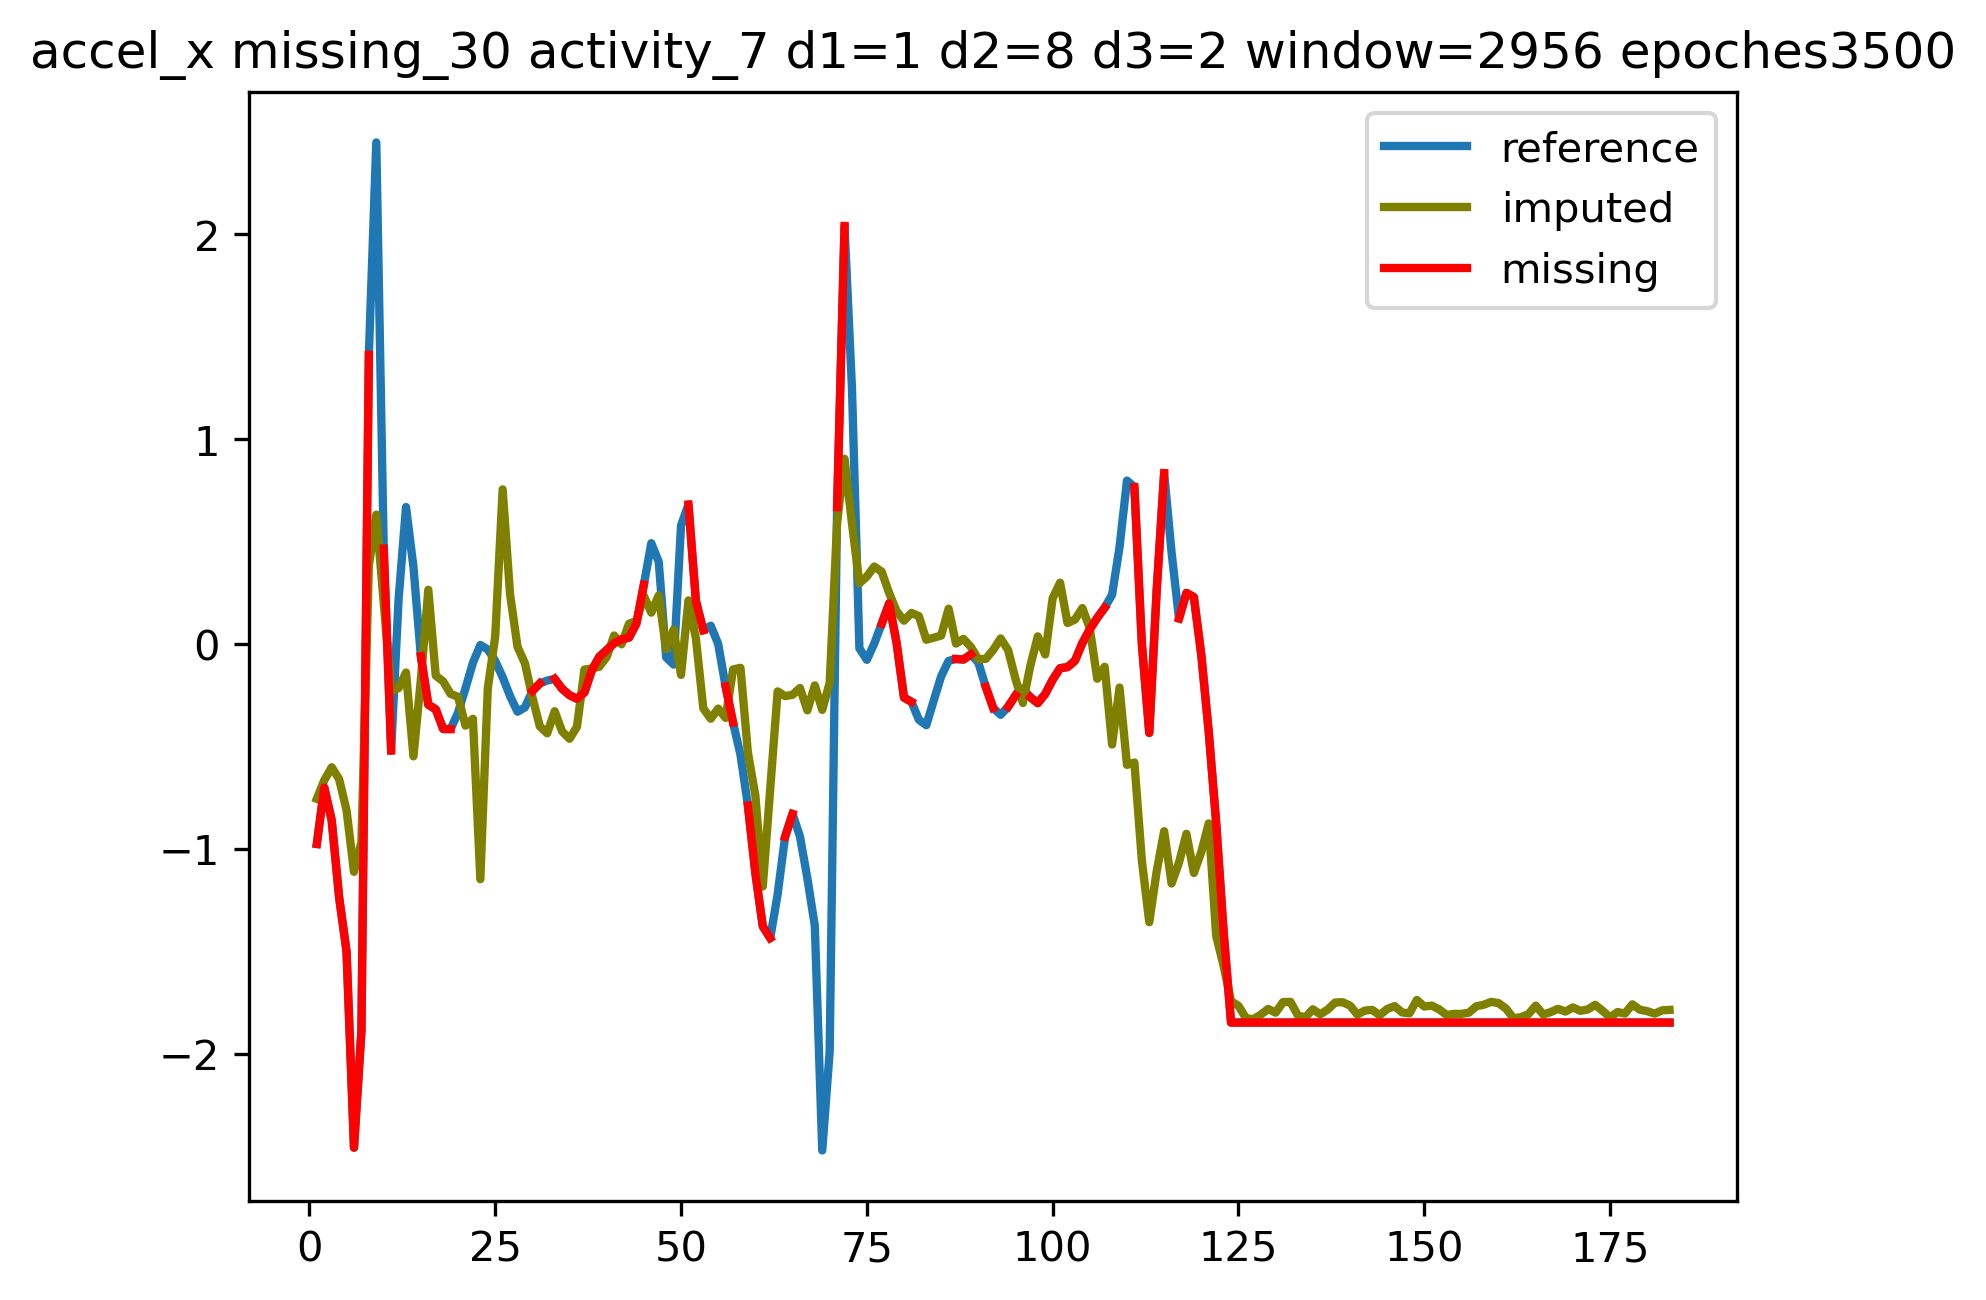 accel_x missing_30 activity_7 d1=1 d2=8 d3=2 window=2956 epoches3500
reference
imputed
missing
2
1
0
−1
−2
0 25 50 75 100 125 150 175